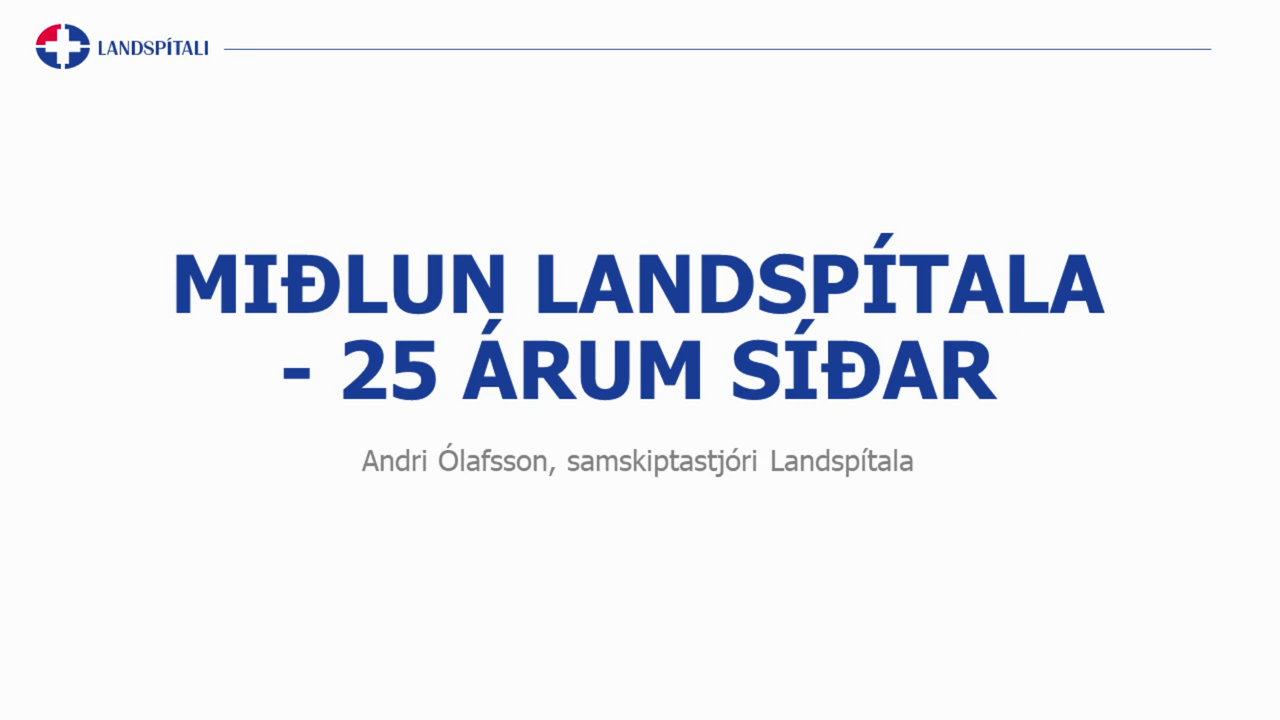 LANDSPÍTALI
MIÐLUN LANDSPÍTALA
- 25 ÁRUM SÍÐAR
Andri Ólafsson, samskiptastjóri Landspítala